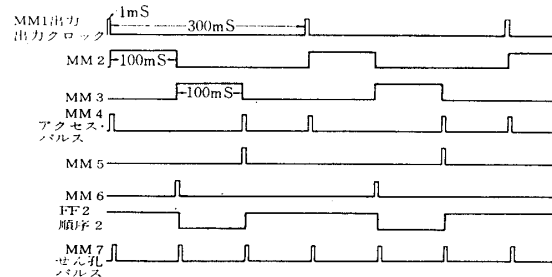 1mS
MM1出力
出力クロック
300mS
MM 2
100mS
MM 3
100mS
MM 4
アクセス・
パルス
MM 5
MM 6
FF 2
順序 2
MM 7
せん孔
パルス